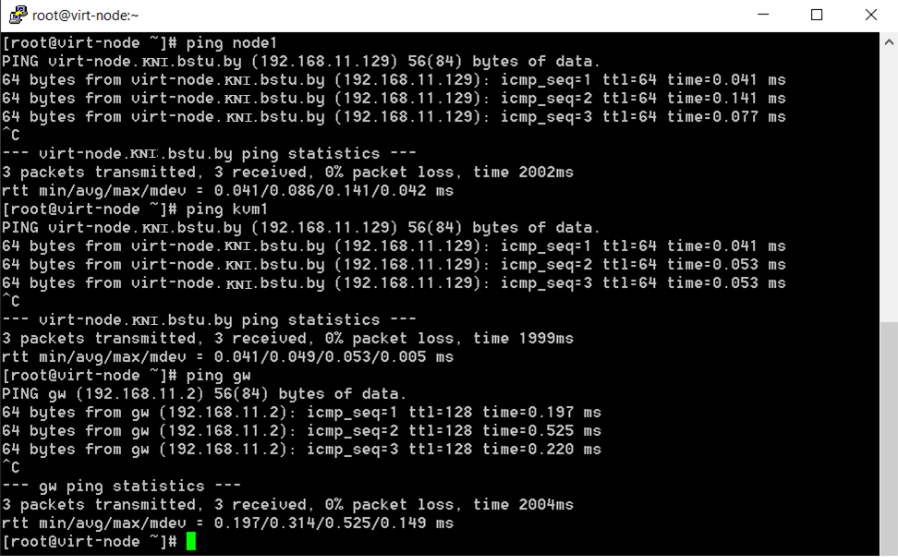 root@virt-node:~
[root@virt-node ~]# ping node1
PING virt-node.KNI.bstu.by (192.168.11.129) 56(84) bytes of data.
64 bytes from virt-node.KNI.bstu.by (192.168.11.129): icmp_seq=1 ttl=64 time=0.041 ms
64 bytes from virt-node.KNI.bstu.by (192.168.11.129): icmp_seq=2 ttl=64 time=0.141 ms
64 bytes from virt-node.KNI.bstu.by (192.168.11.129): icmp_seq=3 ttl=64 time=0.077 ms
^C
--- virt-node.KNI.bstu.by ping statistics ---
3 packets transmitted, 3 received, 0% packet loss, time 2002ms
rtt min/avg/max/mdev = 0.041/0.086/0.141/0.042 ms
[root@virt-node ~]# ping kvm1
PING virt-node.KNI.bstu.by (192.168.11.129) 56(84) bytes of data.
64 bytes from virt-node.KNI.bstu.by (192.168.11.129): icmp_seq=1 ttl=64 time=0.041 ms
64 bytes from virt-node.KNI.bstu.by (192.168.11.129): icmp_seq=2 ttl=64 time=0.053 ms
64 bytes from virt-node.KNI.bstu.by (192.168.11.129): icmp_seq=3 ttl=64 time=0.053 ms
^C
--- virt-node.KNI.bstu.by ping statistics ---
3 packets transmitted, 3 received, 0% packet loss, time 1999ms
rtt min/avg/max/mdev = 0.041/0.049/0.053/0.005 ms
[root@virt-node ~]# ping gw
PING gw (192.168.11.2) 56(84) bytes of data.
64 bytes from gw (192.168.11.2): icmp_seq=1 ttl=128 time=0.197 ms
64 bytes from gw (192.168.11.2): icmp_seq=2 ttl=128 time=0.525 ms
64 bytes from gw (192.168.11.2): icmp_seq=3 ttl=128 time=0.220 ms
^C
--- gw ping statistics ---
3 packets transmitted, 3 received, 0% packet loss, time 2004ms
rtt min/avg/max/mdev = 0.197/0.314/0.525/0.149 ms
[root@virt-node ~]#